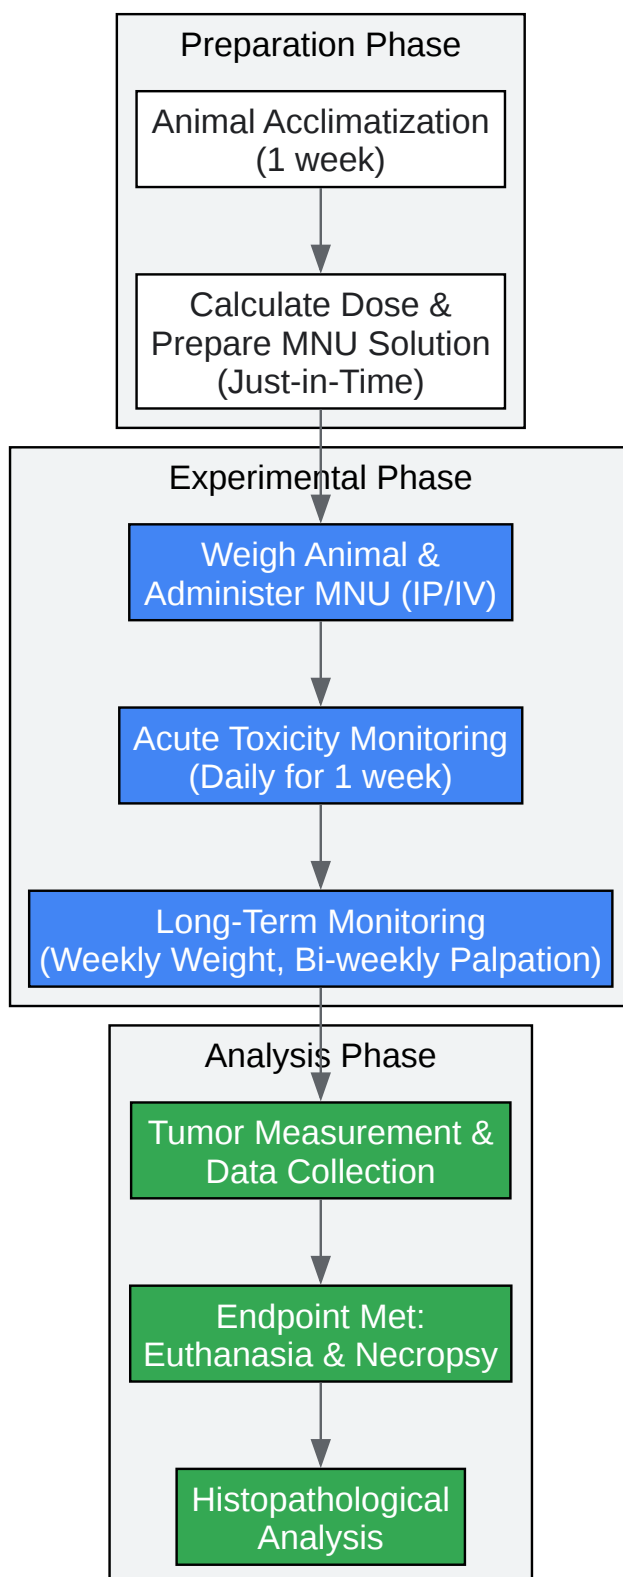 Preparation Phase
Animal Acclimatization
(1 week)
Calculate Dose &
Prepare MNU Solution
(Just-in-Time)
Experimental Phase
Weigh Animal &
Administer MNU (IP/IV)
Acute Toxicity Monitoring
(Daily for 1 week)
Long-Term Monitoring
(Weekly Weight, Bi-weekly Palpation)
Analysis Phase
Tumor Measurement &
Data Collection
Endpoint Met:
Euthanasia & Necropsy
Histopathological
Analysis